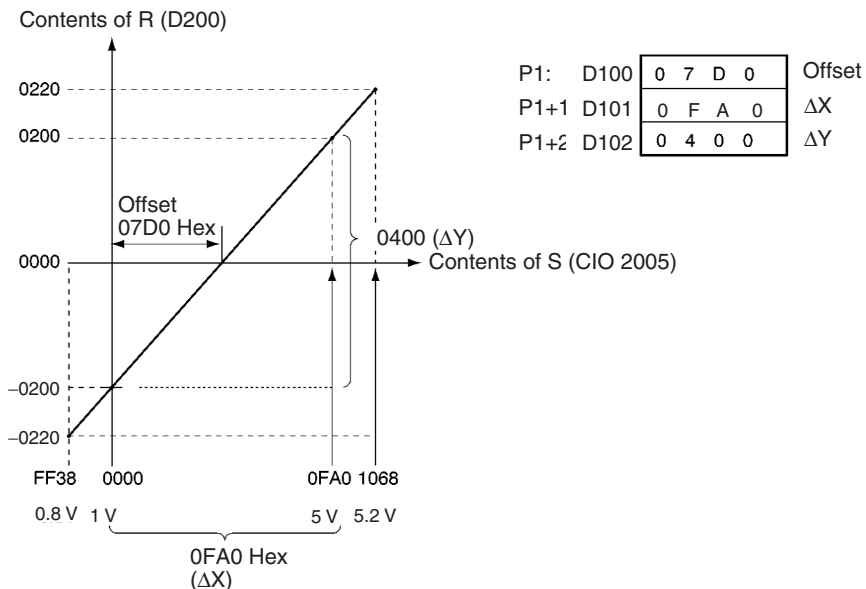 Contents of R (D200)
0220
0200
Offset
07D0 Hex
0400 (ΔY)
0000
Contents of S (CIO 2005)
−0200
−0220
FF38 0000 0FA0 1068
0.8 V 1 V 5 V 5.2 V
0FA0 Hex
(ΔX)
P1: D100 0 7 D 0 Offset
P1+1 D101 0 F A 0 ΔX
P1+2 D102 0 4 0 0 ΔY